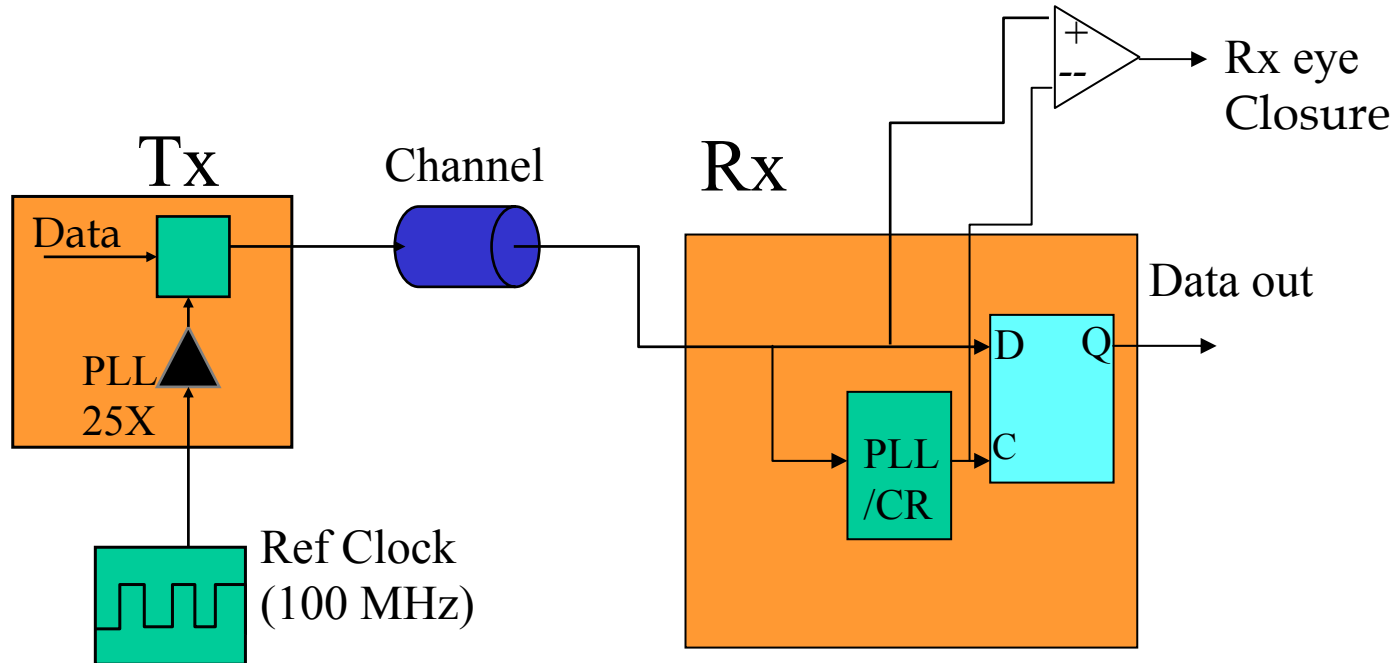 +
--
Rx eye
Closure
Tx
Channel
Rx
Data
Data out
D
Q
PLL
25X
C
PLL
/CR
Ref Clock
(100 MHz)